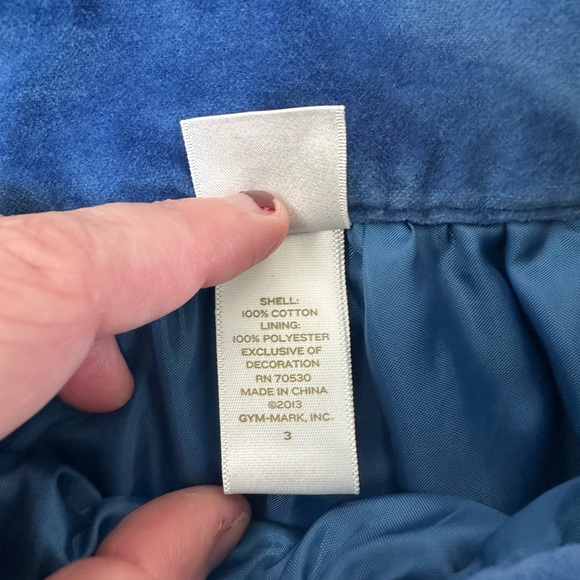 SHELL:
100% COTTON
LINING:
100% POLYESTER
EXCLUSIVE OF
DECORATION
RN 70530
MADE IN CHINA
©2013
GYM-MARK, INC.
3